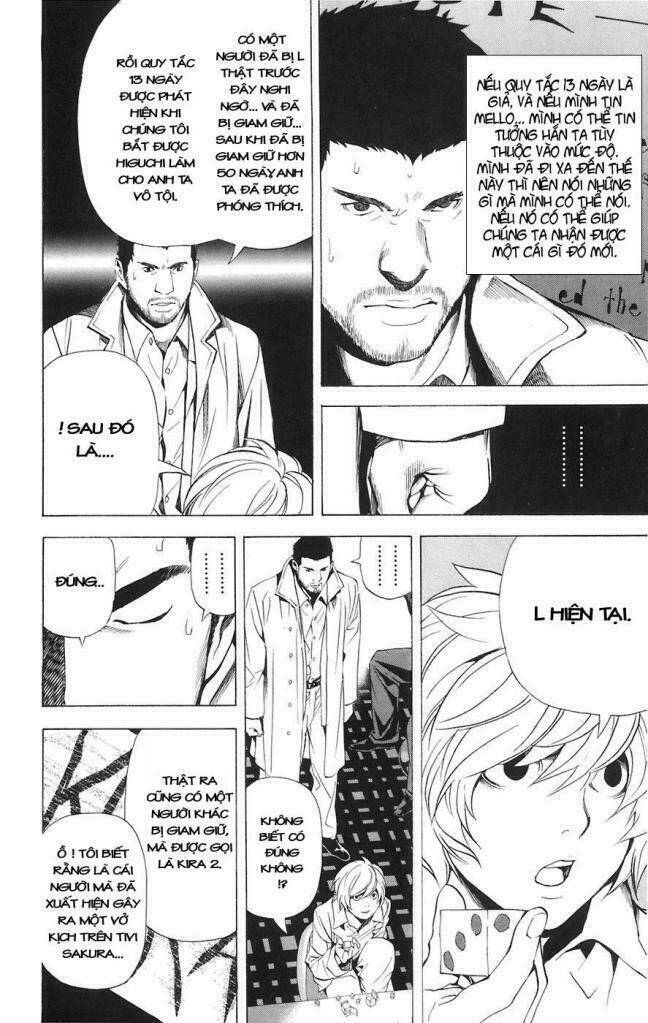 NẾU QUY TẮC 13 NGÀY LÀ
GIẢ, VÀ NẾU MÌNH TIN
MELLO... MÌNH CÓ THỂ TIN
TƯỞNG HẮN TA TÙY
THUỘC VÀO MỨC ĐỘ.
MÌNH ĐÃ ĐI XA ĐẾN THẾ
NÀY THÌ NÊN NÓI NHỮNG
GÌ MÀ MÌNH CÓ THỂ NÓI.
NẾU NÓ CÓ THỂ GIÚP
CHÚNG TA NHẬN ĐƯỢC
MỘT CÁI GÌ ĐÓ MỚI.
ed the
CÓ MỘT
NGƯỜI ĐÃ BỊ L
THẬT TRƯỚC
ĐÂY NGHI
NGỜ... VÀ ĐÃ
BỊ GIAM GIỮ...
SAU KHI ĐÃ BỊ
GIAM GIỮ HƠN
50 NGÀY, ANH
TA ĐÃ ĐƯỢC
PHÓNG THÍCH.
RỒI QUY TẮC
13 NGÀY
ĐƯỢC PHÁT
HIỆN KHI
CHÚNG TÔI
BẮT ĐƯỢC
HIGUCHI LÀM
CHO ANH TA
VÔ TỘI.
! SAU ĐÓ
LÀ....
L HIỆN TẠI.
KHÔNG
BIẾT CÓ
ĐÚNG
KHÔNG
!?
ĐÚNG..
THẬT RA
CŨNG CÓ MỘT
NGƯỜI KHÁC
BỊ GIAM GIỮ,
MÀ ĐƯỢC GỌI
LÀ KIRA 2.
Ồ ! TÔI BIẾT
RẰNG LÀ CÁI
NGƯỜI MÀ ĐÃ
XUẤT HIỆN GÂY
RA MỘT VỞ
KỊCH TRÊN TIVI
SAKURA...